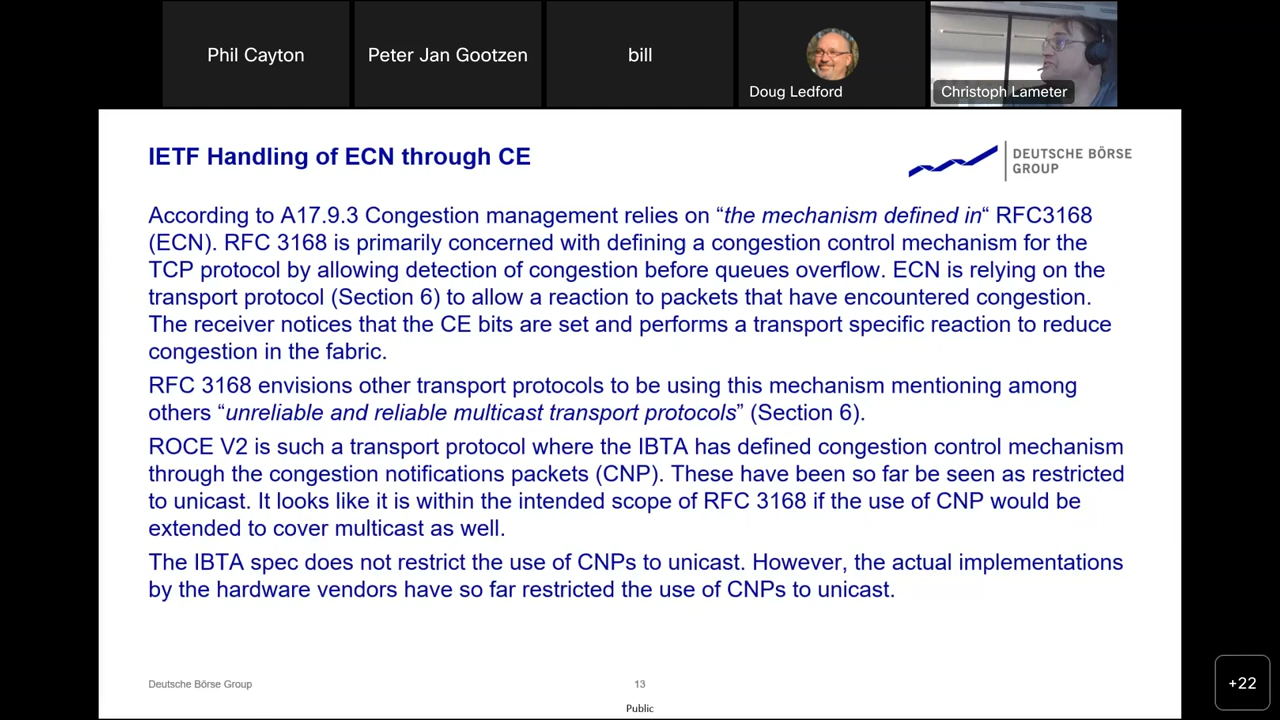 Phil Cayton
Peter Jan Gootzen
bill
Doug Ledford
Christoph Lameter
IETF Handling of ECN through CE
DEUTSCHE BÖRSE
GROUP
According to A17.9.3 Congestion management relies on “the mechanism defined in“ RFC3168
(ECN). RFC 3168 is primarily concerned with defining a congestion control mechanism for the
TCP protocol by allowing detection of congestion before queues overflow. ECN is relying on the
transport protocol (Section 6) to allow a reaction to packets that have encountered congestion.
The receiver notices that the CE bits are set and performs a transport specific reaction to reduce
congestion in the fabric.
RFC 3168 envisions other transport protocols to be using this mechanism mentioning among
others “unreliable and reliable multicast transport protocols” (Section 6).
ROCE V2 is such a transport protocol where the IBTA has defined congestion control mechanism
through the congestion notifications packets (CNP). These have been so far be seen as restricted
to unicast. It looks like it is within the intended scope of RFC 3168 if the use of CNP would be
extended to cover multicast as well.
The IBTA spec does not restrict the use of CNPs to unicast. However, the actual implementations
by the hardware vendors have so far restricted the use of CNPs to unicast.
Deutsche Börse Group
13
Public
+22